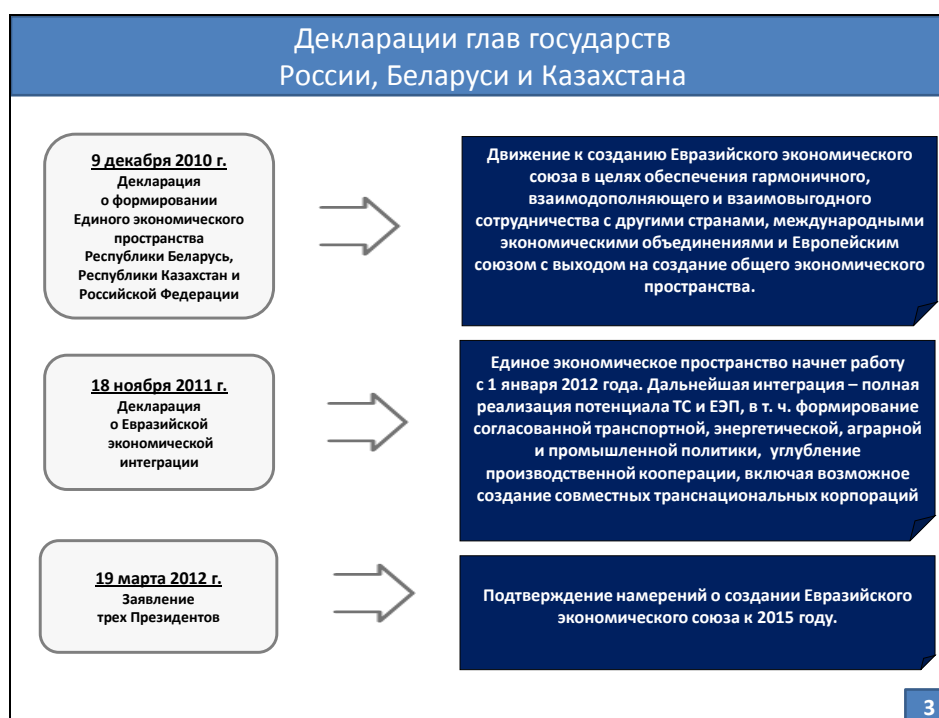 Декларации глав государств
России, Беларуси и Казахстана
9 декабря 2010 г.
Декларация
о формировании
Единого экономического
пространства
Республики Беларусь,
Республики Казахстан и
Российской Федерации
Движение к созданию Евразийского экономического
союза в целях обеспечения гармоничного,
взаимодополняющего и взаимовыгодного
сотрудничества с другими странами, международными
экономическими объединениями и Европейским
союзом с выходом на создание общего экономического
пространства.
18 ноября 2011 г.
Декларация
о Евразийской
экономической
интеграции
Единое экономическое пространство начнет работу
с 1 января 2012 года. Дальнейшая интеграция – полная
реализация потенциала ТС и ЕЭП, в т. ч. формирование
согласованной транспортной, энергетической, аграрной
и промышленной политики, углубление
производственной кооперации, включая возможное
создание совместных транснациональных корпораций
19 марта 2012 г.
Заявление
трех Президентов
Подтверждение намерений о создании Евразийского
экономического союза к 2015 году.
3